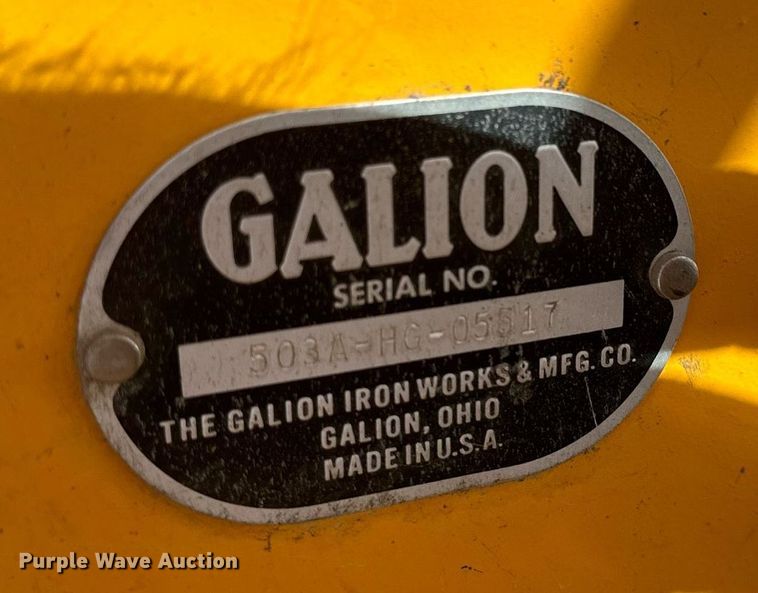 GALION
SERIAL NO.
503A-HG-05517
THE GALION IRON WORKS & MFG. CO.
GALION, OHIO
MADE IN U.S.A.
Purple Wave Auction